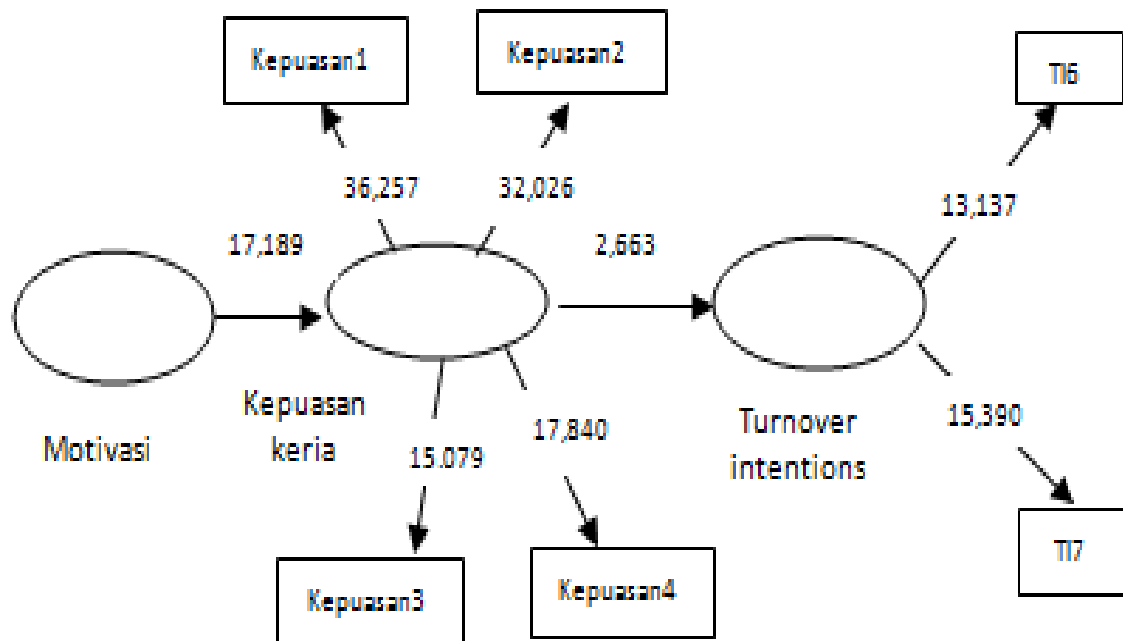 Kepuasan1
Kepuasan2
TI6
36,257
32,026
13,137
17,189
2,663
Kepuasan
keria
Motivasi
15.079
17,840
Turnover
intentions
15,390
Kepuasan3
Kepuasan4
TI7